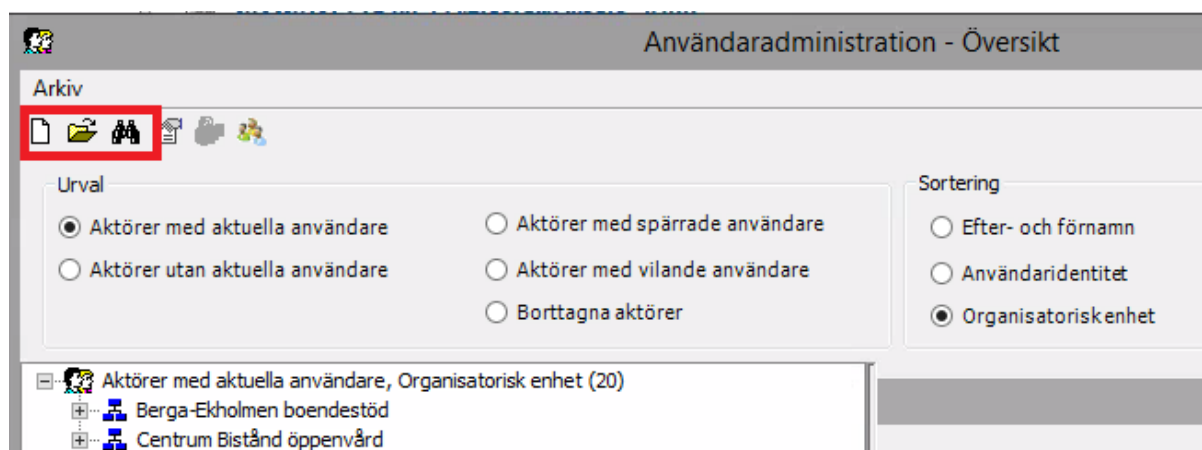 Användaradministration - Översikt
Arkiv
Urval
Aktörer med aktuella användare
Aktörer utan aktuella användare
Aktörer med spärrade användare
Aktörer med vilande användare
Borttagna aktörer
Sortering
Efter- och förnamn
Användaridentitet
Organisatorisk enhet
Aktörer med aktuella användare, Organisatorisk enhet (20)
Berga-Ekholmen boendestöd
Centrum Bistånd öppenvård